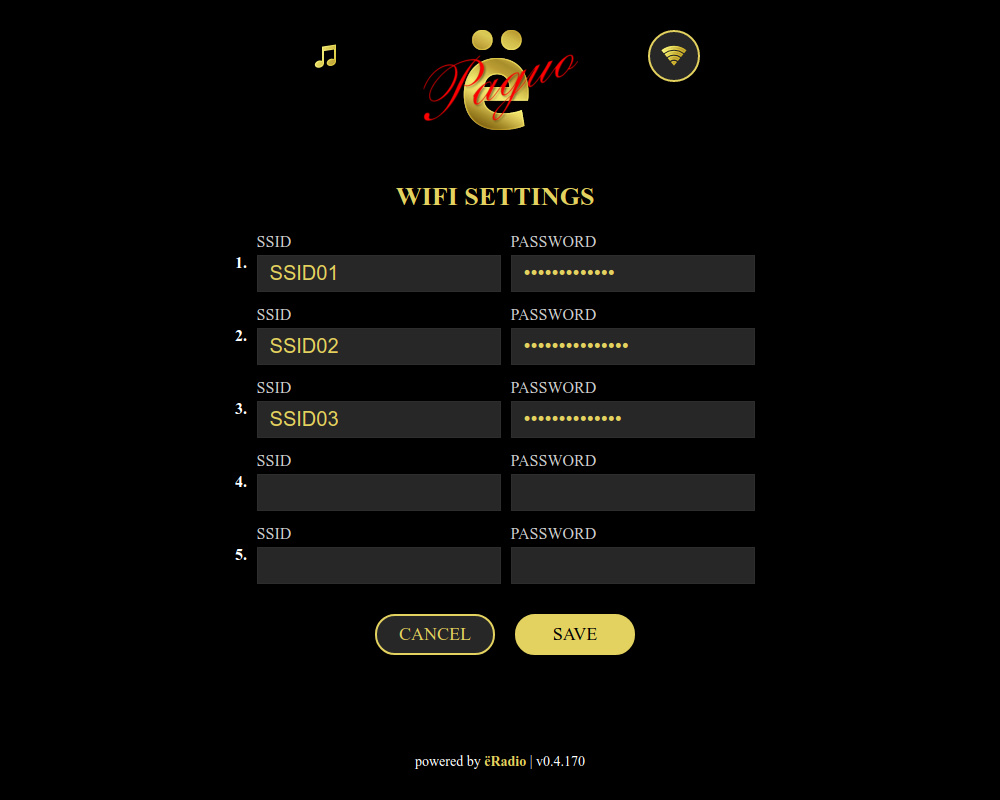 ё
Радио
WIFI SETTINGS
SSID PASSWORD
1. SSID01 •••••••••••••
SSID PASSWORD
2. SSID02 •••••••••••••••
SSID PASSWORD
3. SSID03 ••••••••••••••
SSID PASSWORD
4.
SSID PASSWORD
5.
CANCEL SAVE
powered by ëRadio | v0.4.170